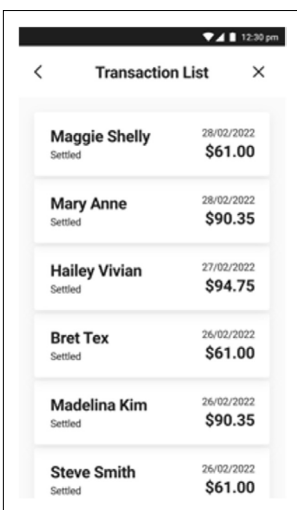 12:30 pm
Transaction List
Maggie Shelly 28/02/2022
Settled $61.00
Mary Anne 28/02/2022
Settled $90.35
Hailey Vivian 27/02/2022
Settled $94.75
Bret Tex 26/02/2022
Settled $61.00
Madelina Kim 26/02/2022
Settled $90.35
Steve Smith 26/02/2022
Settled $61.00